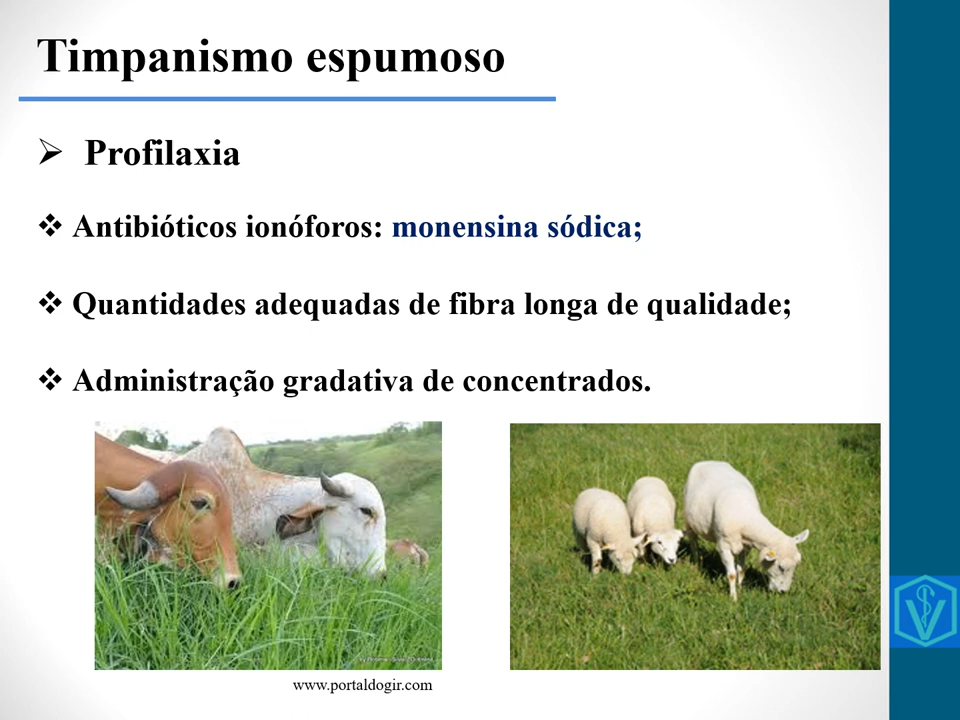 Timpanismo espumoso
Profilaxia
Antibióticos ionóforos: monensina sódica;
Quantidades adequadas de fibra longa de qualidade;
Administração gradativa de concentrados.
www.portaldogir.com